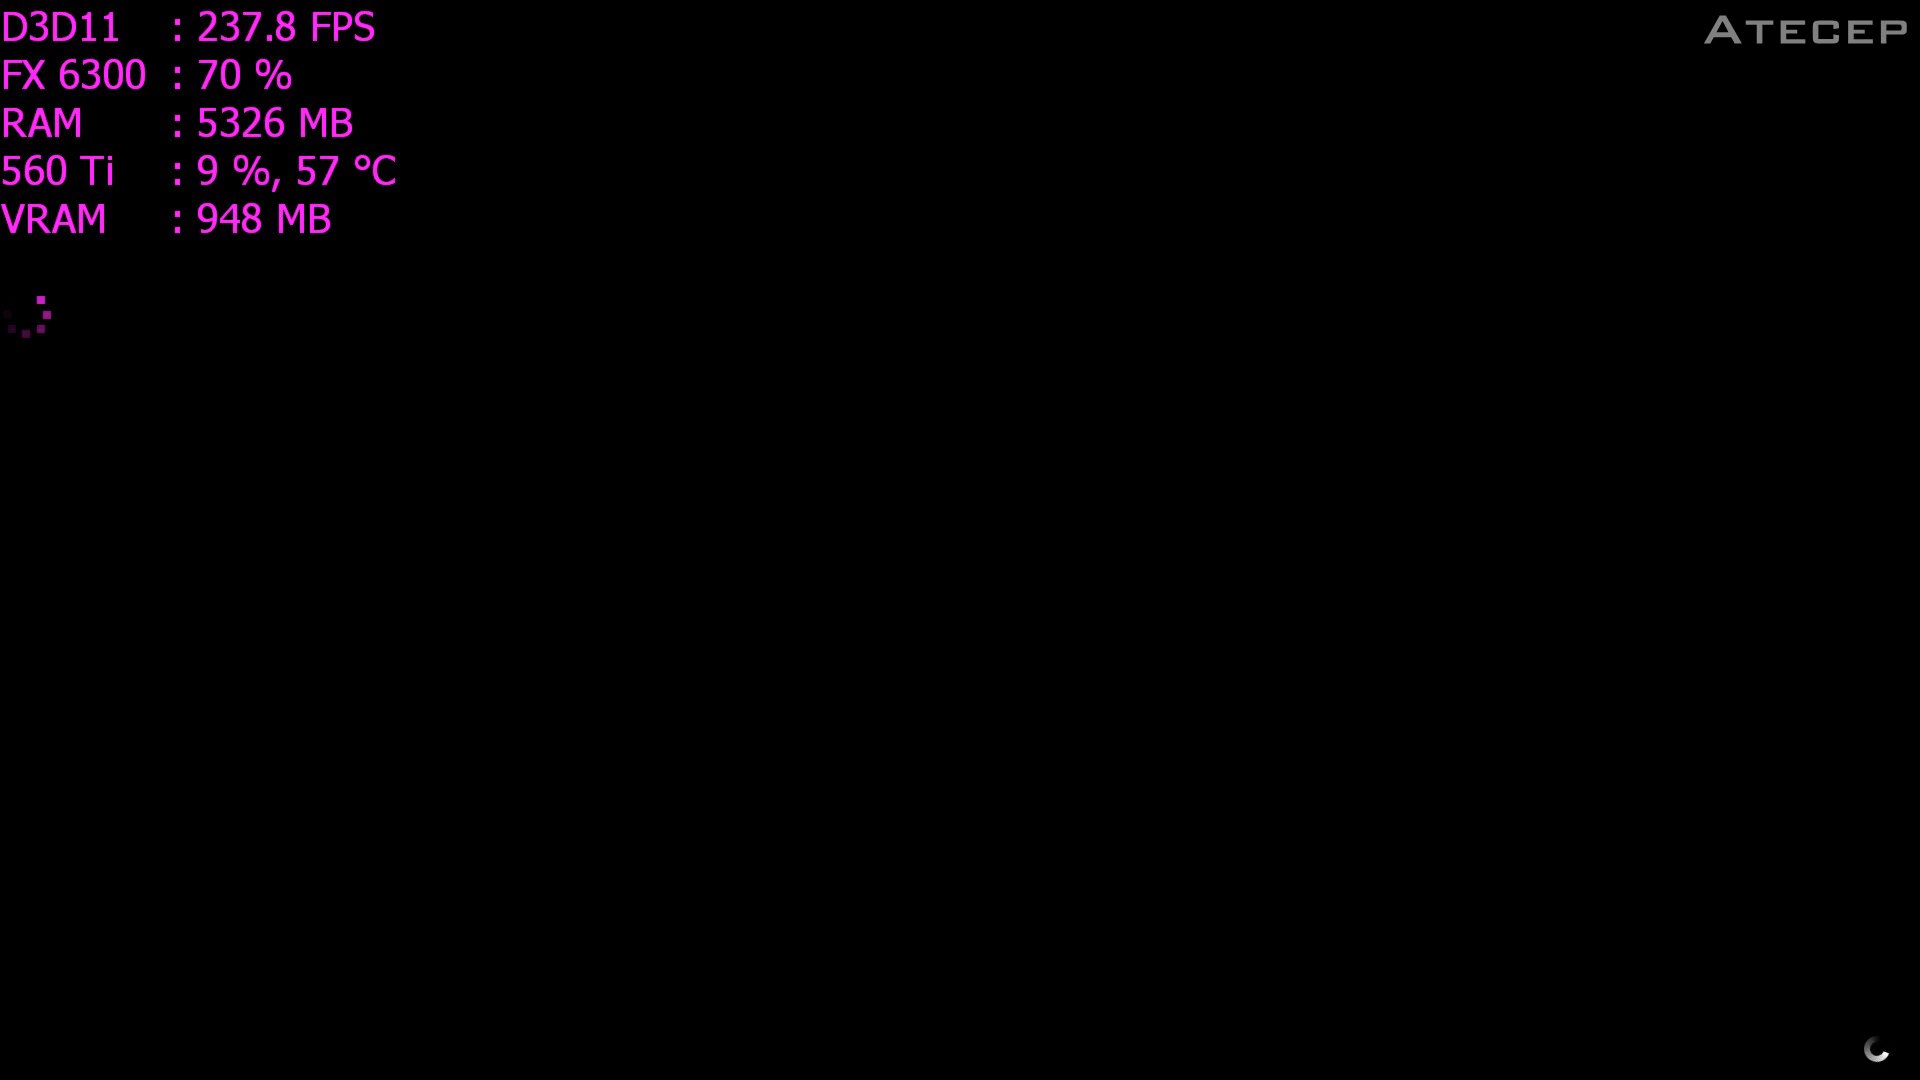 D3D11 : 237.8 FPS
ATECEP
FX 6300 : 70 %
RAM : 5326 MB
560 Ti : 9 %, 57 °C
VRAM : 948 MB